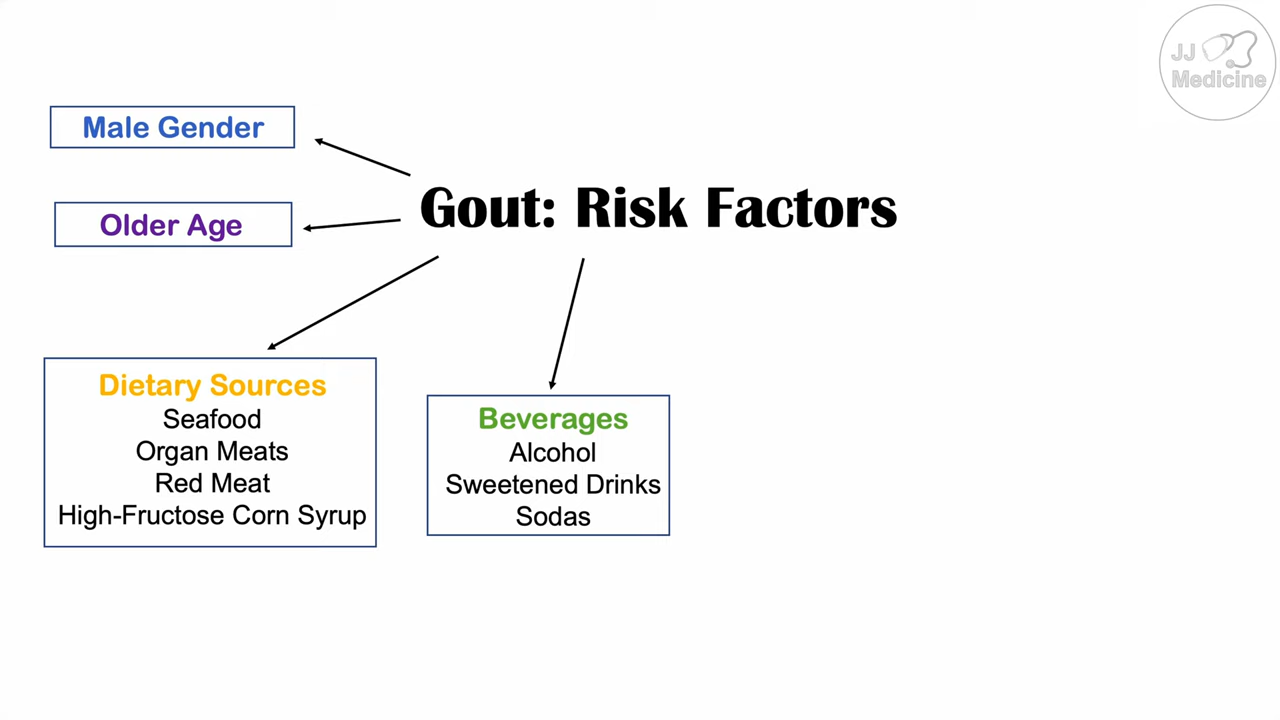 JJ
Medicine
Male Gender
Gout: Risk Factors
Older Age
Dietary Sources
Seafood
Organ Meats
Red Meat
High-Fructose Corn Syrup
Beverages
Alcohol
Sweetened Drinks
Sodas